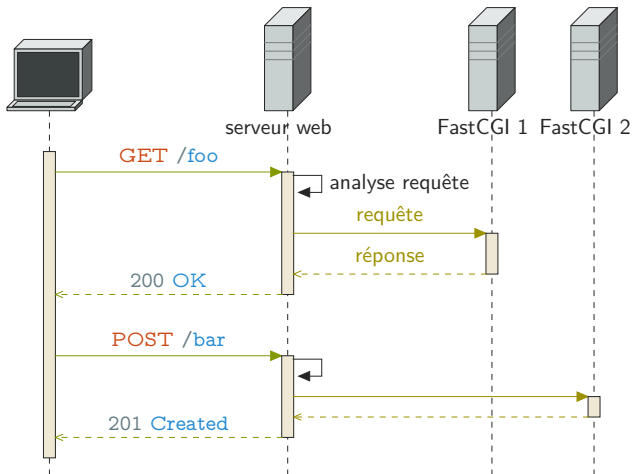 serveur web
FastCGI 1
FastCGI 2
GET /foo
analyse requête
requête
réponse
200 OK
POST /bar
201 Created